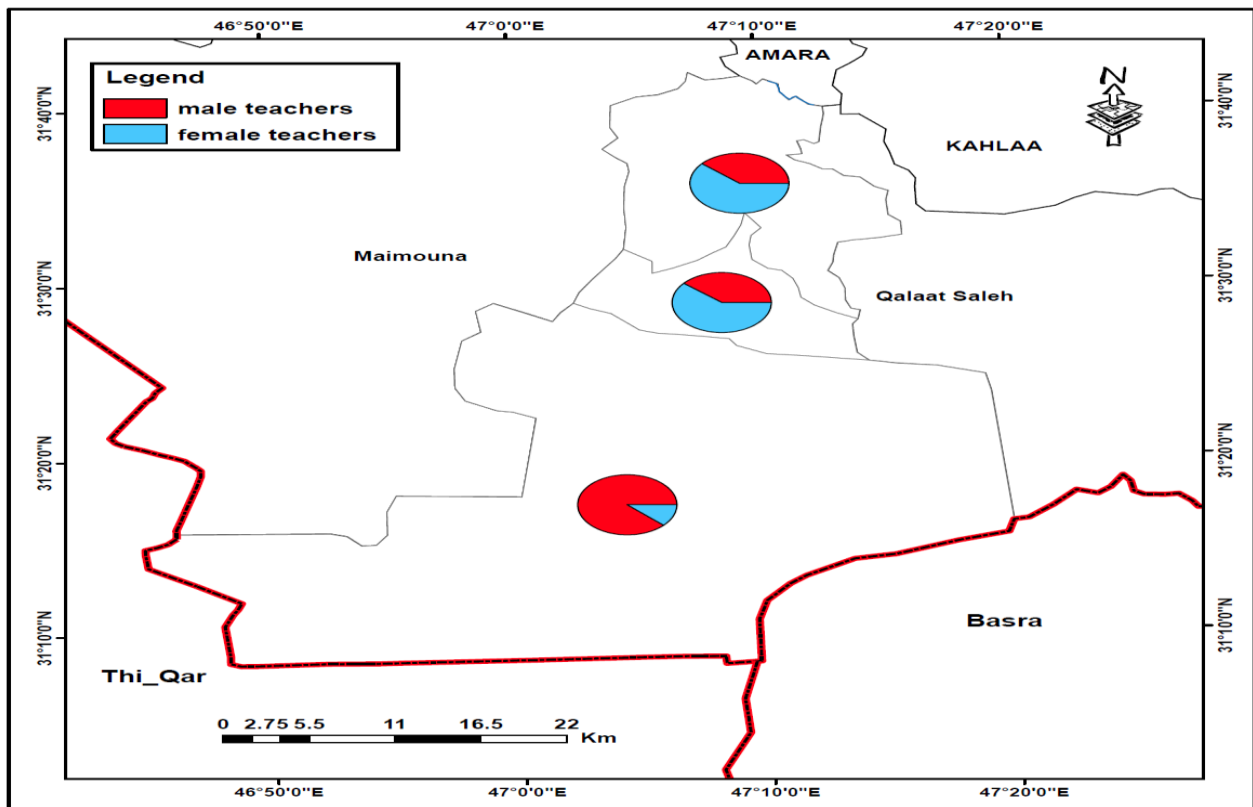 46°50'0"E 47°0'0"E 47°10'0"E 47°20'0"E
AMARA
Legend
male teachers
female teachers
N
31°40'0"N 31°40'0"N
KAHLAA
Maimouna
31°30'0"N 31°30'0"N
Qalaat Saleh
31°20'0"N 31°20'0"N
31°10'0"N 31°10'0"N
Basra
Thi_Qar
0 2.75 5.5 11 16.5 22
Km
46°50'0"E 47°0'0"E 47°10'0"E 47°20'0"E